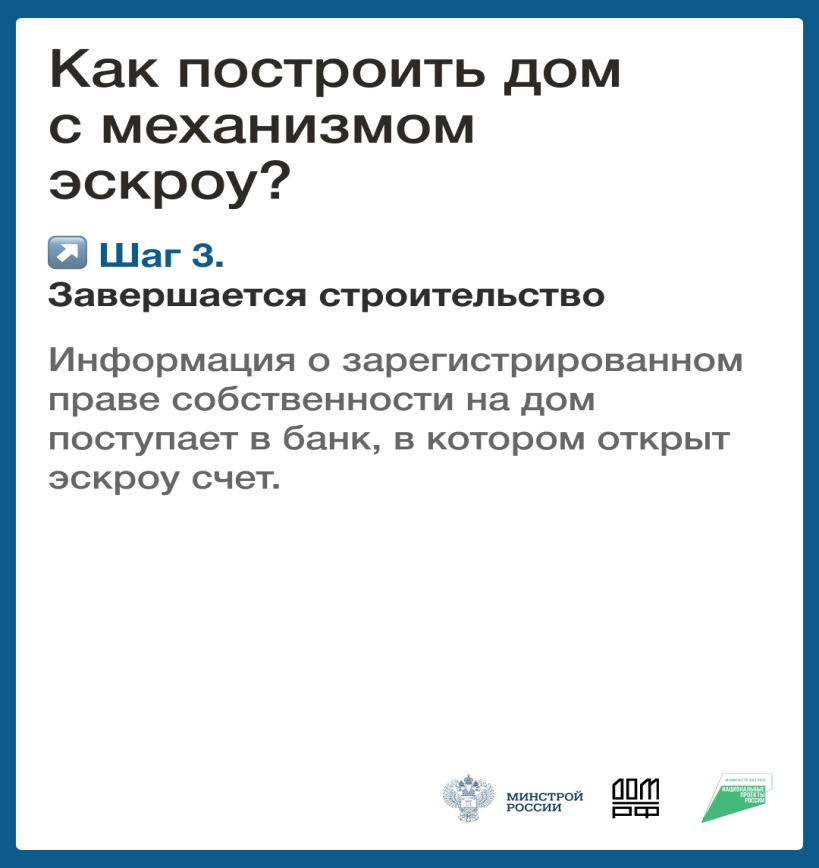 Как построить дом
с механизмом
эскроу?
Шаг 3.
Завершается строительство
Информация о зарегистрированном
праве собственности на дом
поступает в банк, в котором открыт
эскроу счет.
МИНСТРОЙ
РОССИИ
ДОМ
РФ
ИНФРАСТРУКТУРА
НАЦИОНАЛЬНЫЕ
ПРОЕКТЫ
РОССИИ